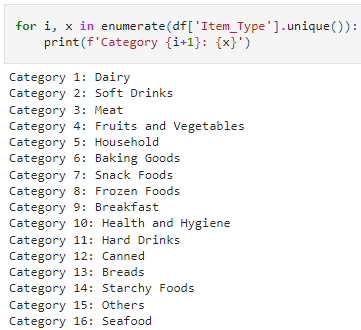 for i, x in enumerate(df['Item_Type'].unique()):
    print(f'Category {i+1}: {x}')
Category 1: Dairy
Category 2: Soft Drinks
Category 3: Meat
Category 4: Fruits and Vegetables
Category 5: Household
Category 6: Baking Goods
Category 7: Snack Foods
Category 8: Frozen Foods
Category 9: Breakfast
Category 10: Health and Hygiene
Category 11: Hard Drinks
Category 12: Canned
Category 13: Breads
Category 14: Starchy Foods
Category 15: Others
Category 16: Seafood